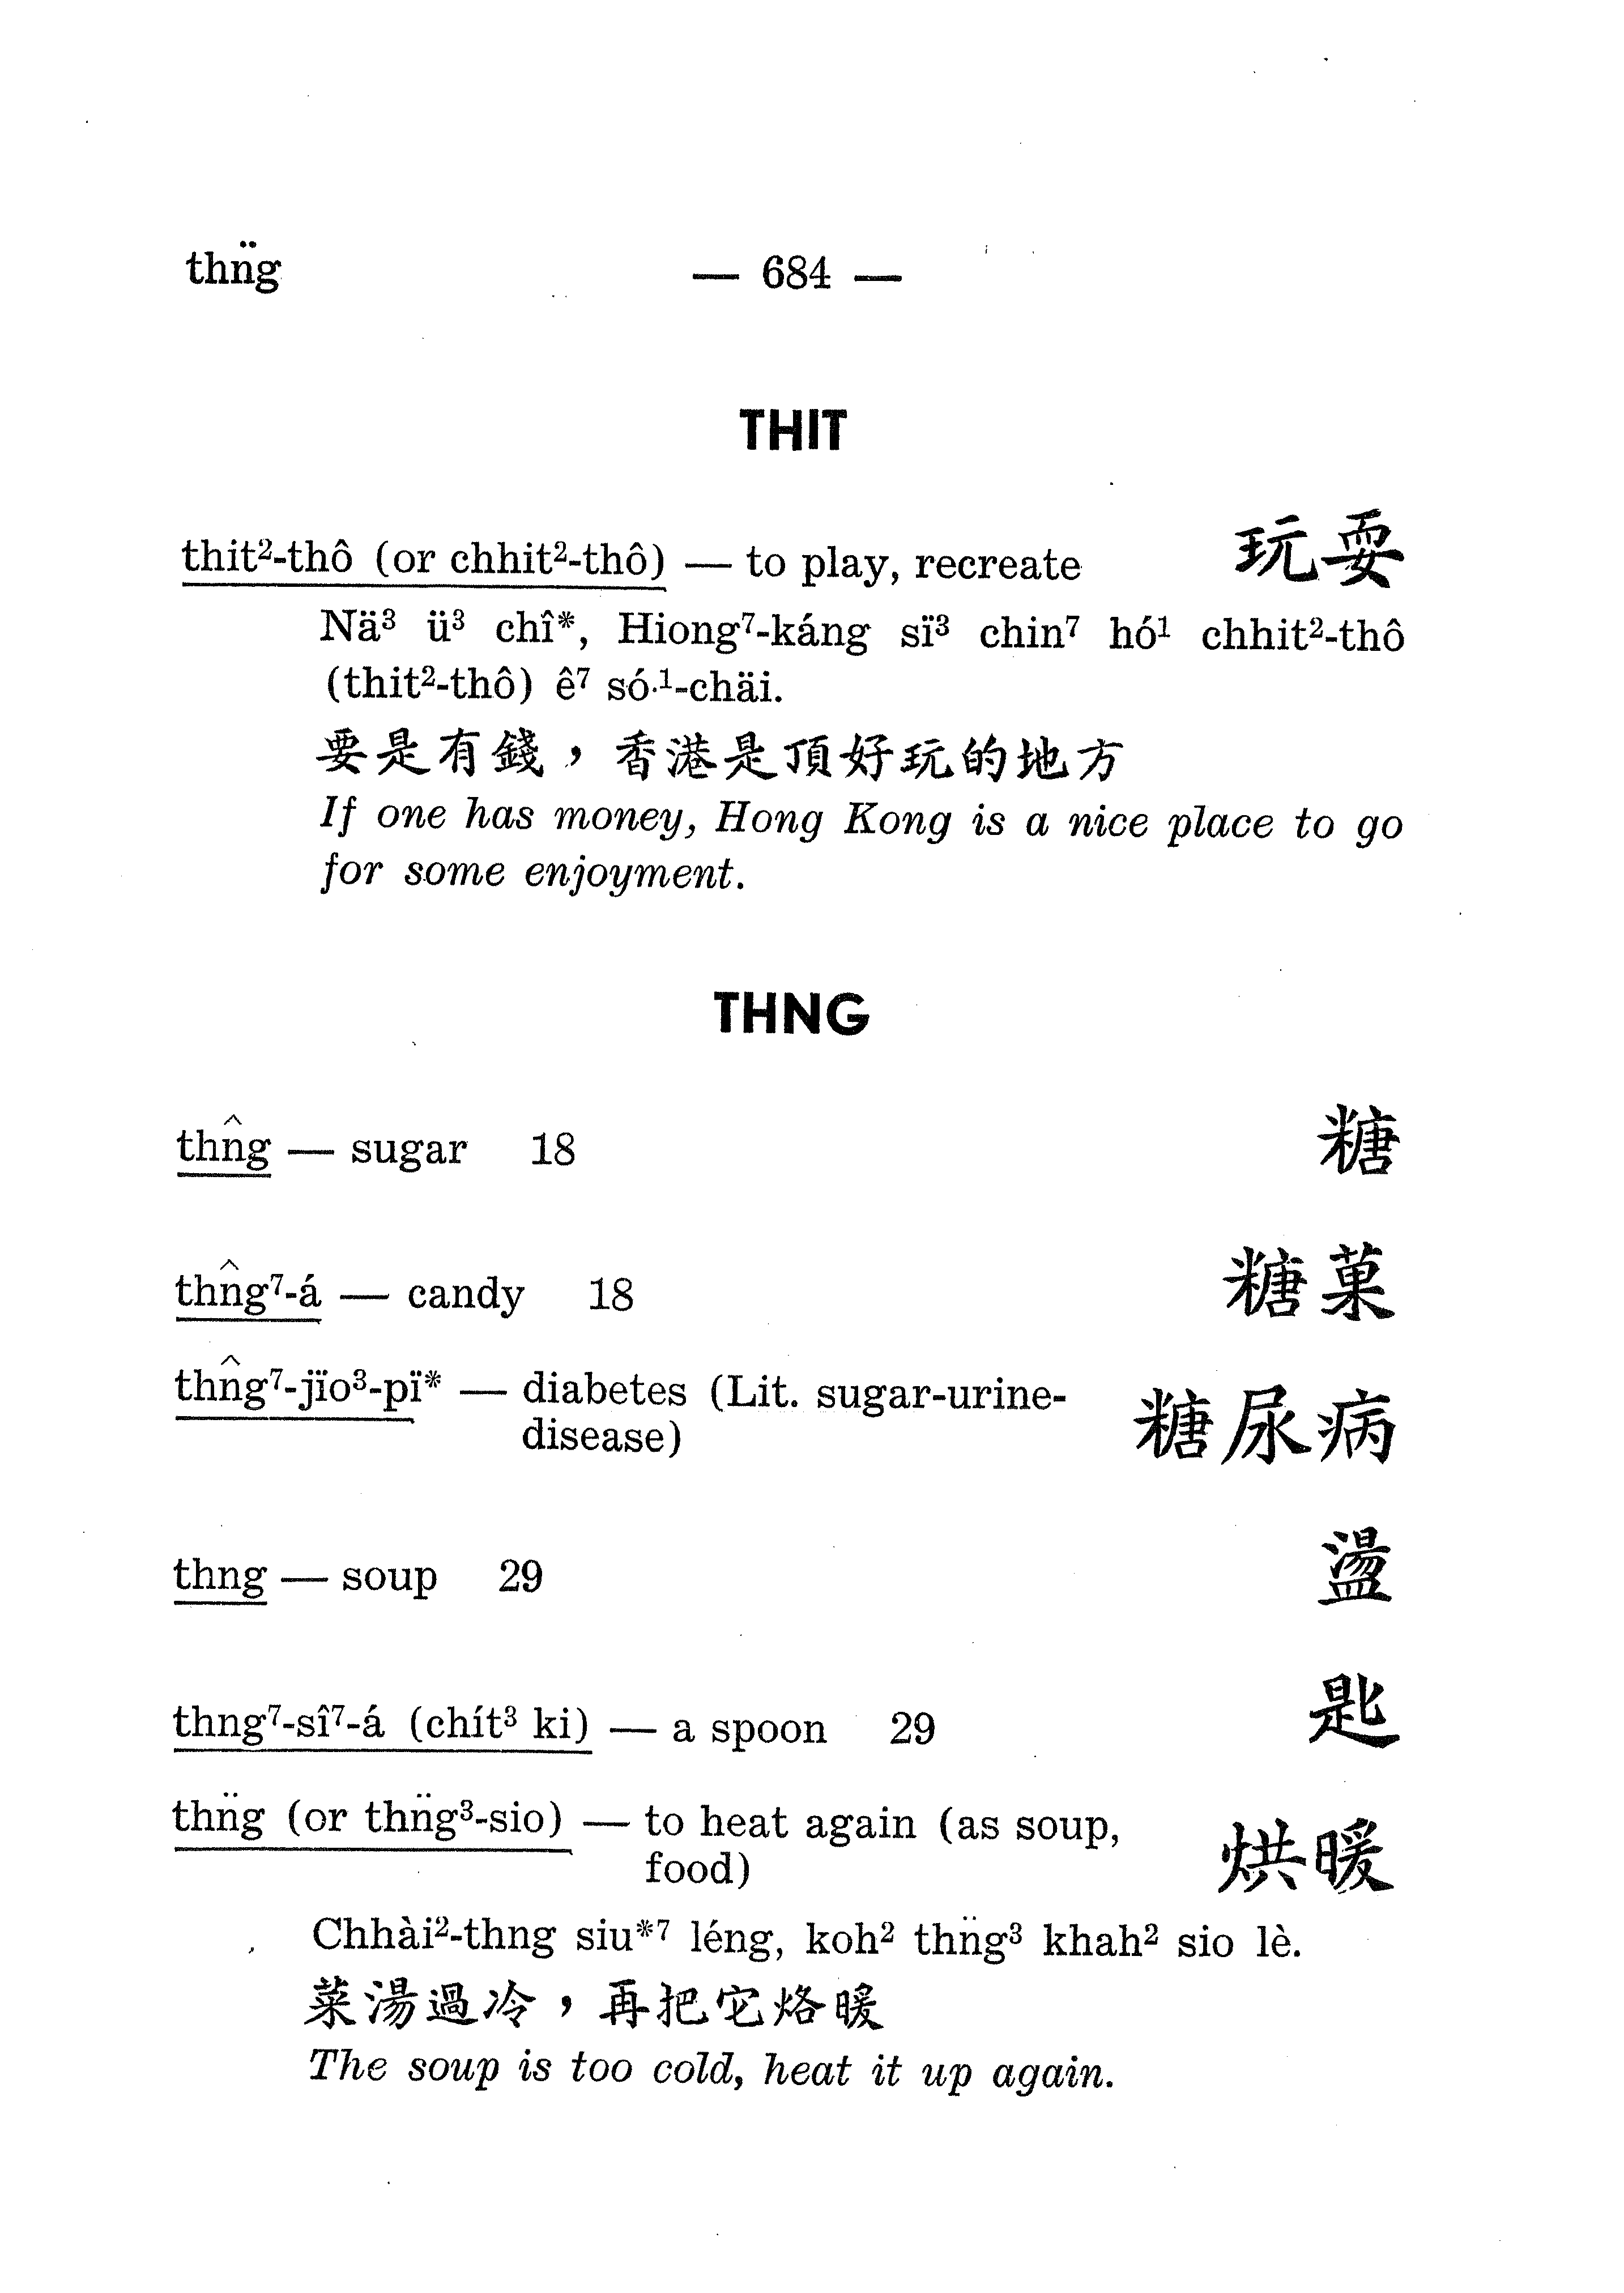 thn̈g — 684 —
THIT
thit²-thô (or chhit²-thô) — to play, recreate 玩耍
Nä³ ü³ chî*, Hiong⁷-káng sï³ chin⁷ hó¹ chhit²-thô
(thit²-thô) ê⁷ só·¹-chäi.
要是有錢，香港是頂好玩的地方
If one has money, Hong Kong is a nice place to go
for some enjoyment.
THNG
thn̂g — sugar 18 糖
thn̂g⁷-á — candy 18 糖菓
thn̂g⁷-jïo³-pï* — diabetes (Lit. sugar-urine-
disease) 糖尿病
thng — soup 29 盪
thng⁷-sî⁷-á (chít³ ki) — a spoon 29 匙
thn̈g (or thn̈g³-sio) — to heat again (as soup,
food) 烘暖
Chhài²-thng siu*⁷ léng, koh² thn̈g³ khah² sio lè.
菜湯過冷，再把它烙暖
The soup is too cold, heat it up again.